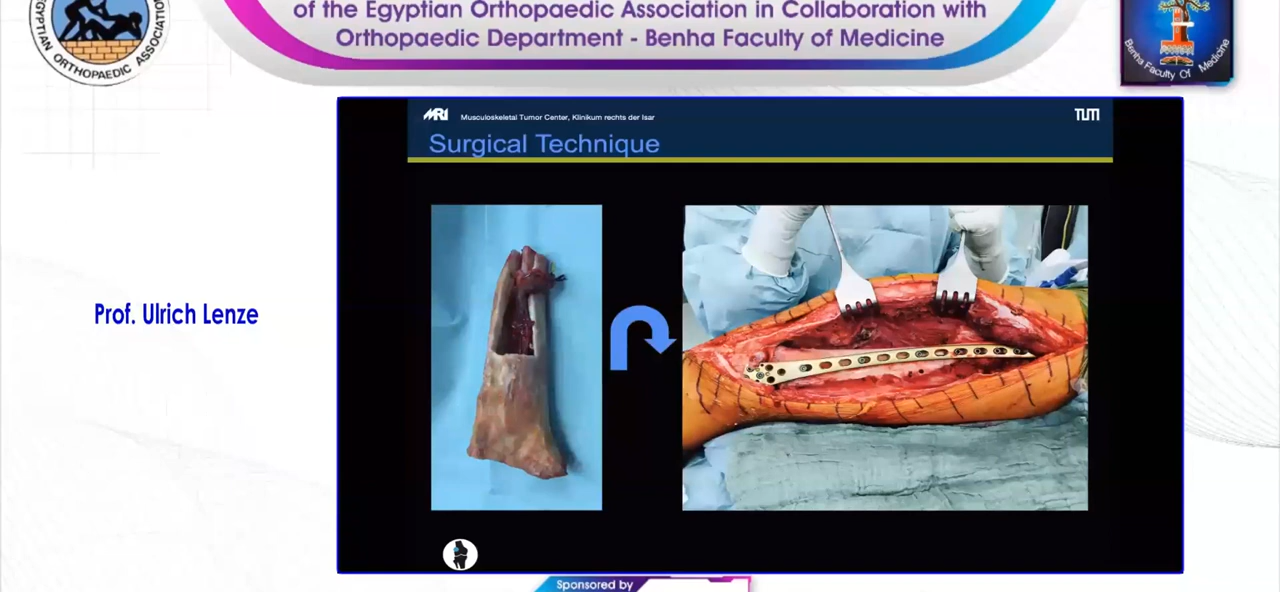 of the Egyptian Orthopaedic Association in Collaboration with
Orthopaedic Department - Benha Faculty of Medicine
EGYPTIAN ORTHOPAEDIC ASSOCIATION
Benha Faculty Of Medicine
MRI Musculoskeletal Tumor Center, Klinikum rechts der Isar
TUM
Surgical Technique
Prof. Ulrich Lenze
Sponsored by